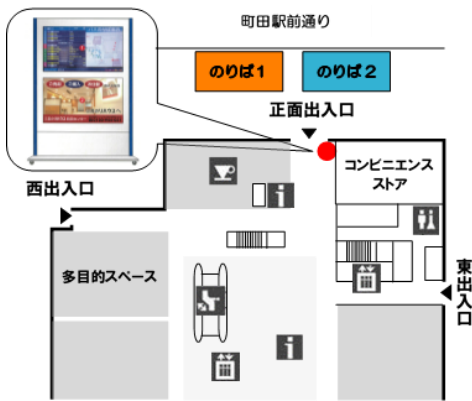 町田駅前通り
のりば1
のりば2
正面出入口
コンビニエンス
ストア
西出入口
多目的スペース
東出入口